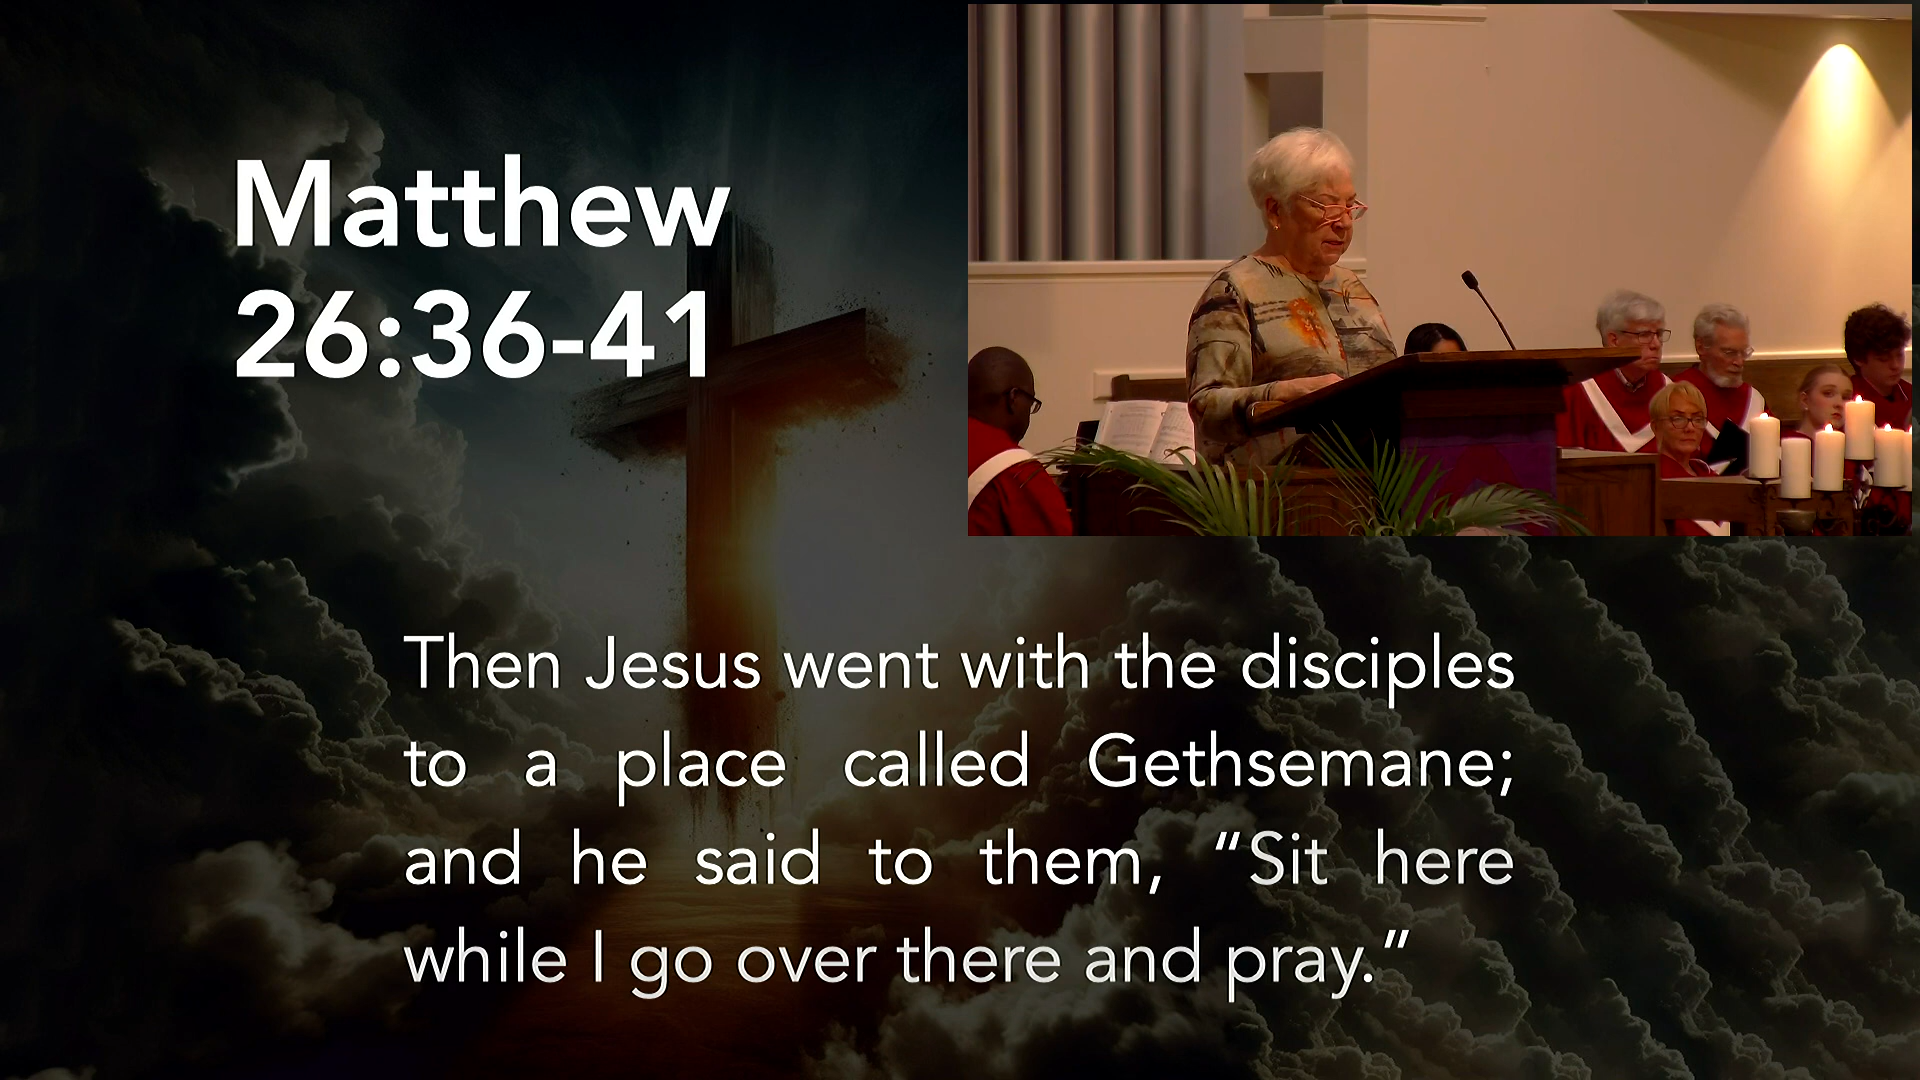 Matthew
26:36-41
Then Jesus went with the disciples
to a place called Gethsemane;
and he said to them, “Sit here
while I go over there and pray.”